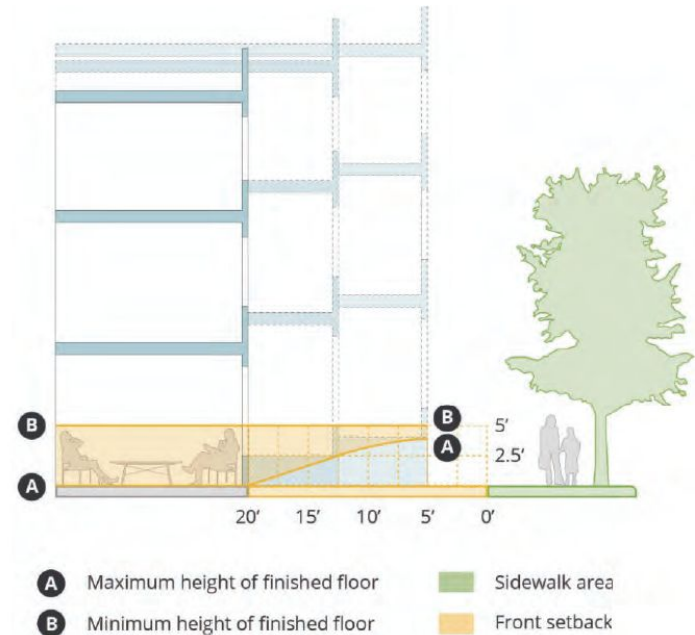 B
B
5'
A
2.5'
A
20' 15' 10' 5' 0'
A Maximum height of finished floor
Sidewalk area
B Minimum height of finished floor
Front setback